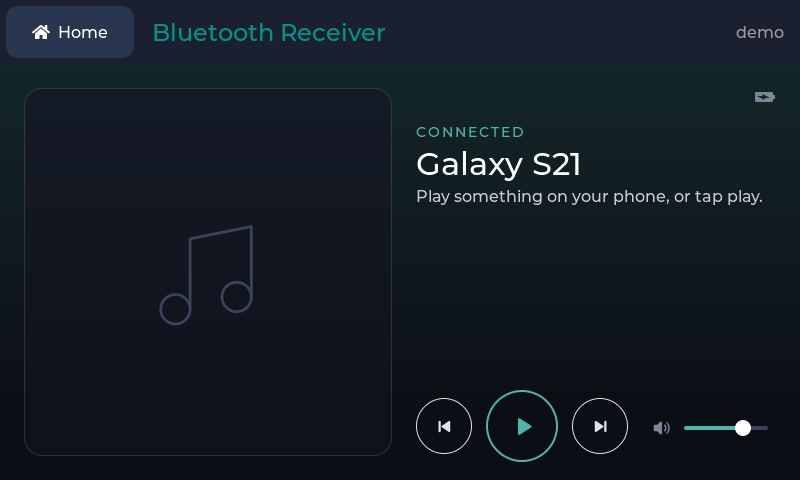 Home
Bluetooth Receiver
demo
CONNECTED
Galaxy S21
Play something on your phone, or tap play.